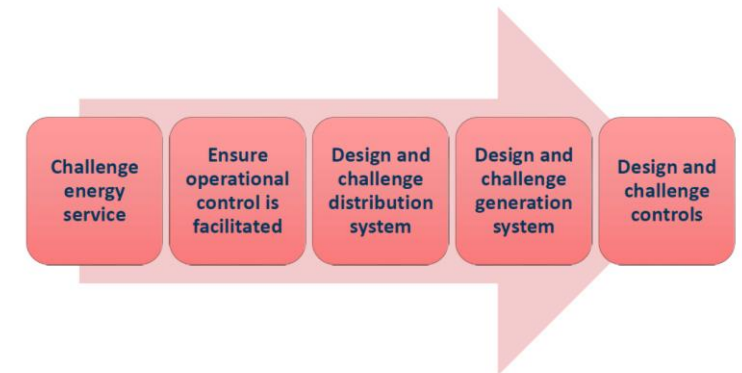 Challenge
energy
service
Ensure
operational
control is
facilitated
Design and
challenge
distribution
system
Design and
challenge
generation
system
Design and
challenge
controls